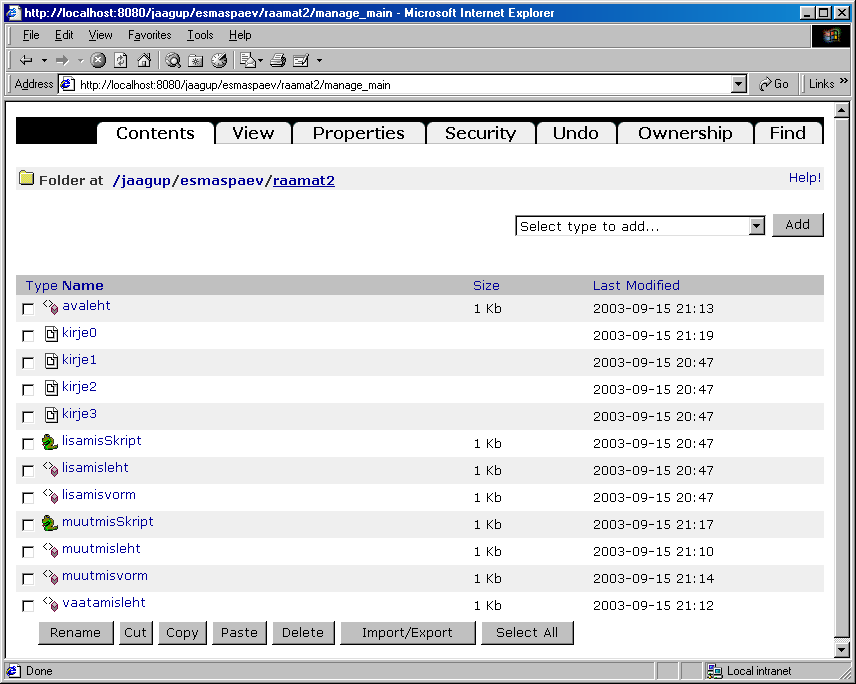 http://localhost:8080/jaagup/esmaspaev/raamat2/manage_main - Microsoft Internet Explorer
File Edit View Favorites Tools Help
Address http://localhost:8080/jaagup/esmaspaev/raamat2/manage_main Go Links »
Contents View Properties Security Undo Ownership Find
Folder at /jaagup/esmaspaev/raamat2 Help!
Select type to add... Add
Type Name Size Last Modified
avaleht 1 Kb 2003-09-15 21:13
kirje0 2003-09-15 21:19
kirje1 2003-09-15 20:47
kirje2 2003-09-15 20:47
kirje3 2003-09-15 20:47
lisamisSkript 1 Kb 2003-09-15 20:47
lisamisleht 1 Kb 2003-09-15 20:47
lisamisvorm 1 Kb 2003-09-15 20:47
muutmisSkript 1 Kb 2003-09-15 21:17
muutmisleht 1 Kb 2003-09-15 21:10
muutmisvorm 1 Kb 2003-09-15 21:14
vaatamisleht 1 Kb 2003-09-15 21:12
Rename Cut Copy Paste Delete Import/Export Select All
Done Local intranet